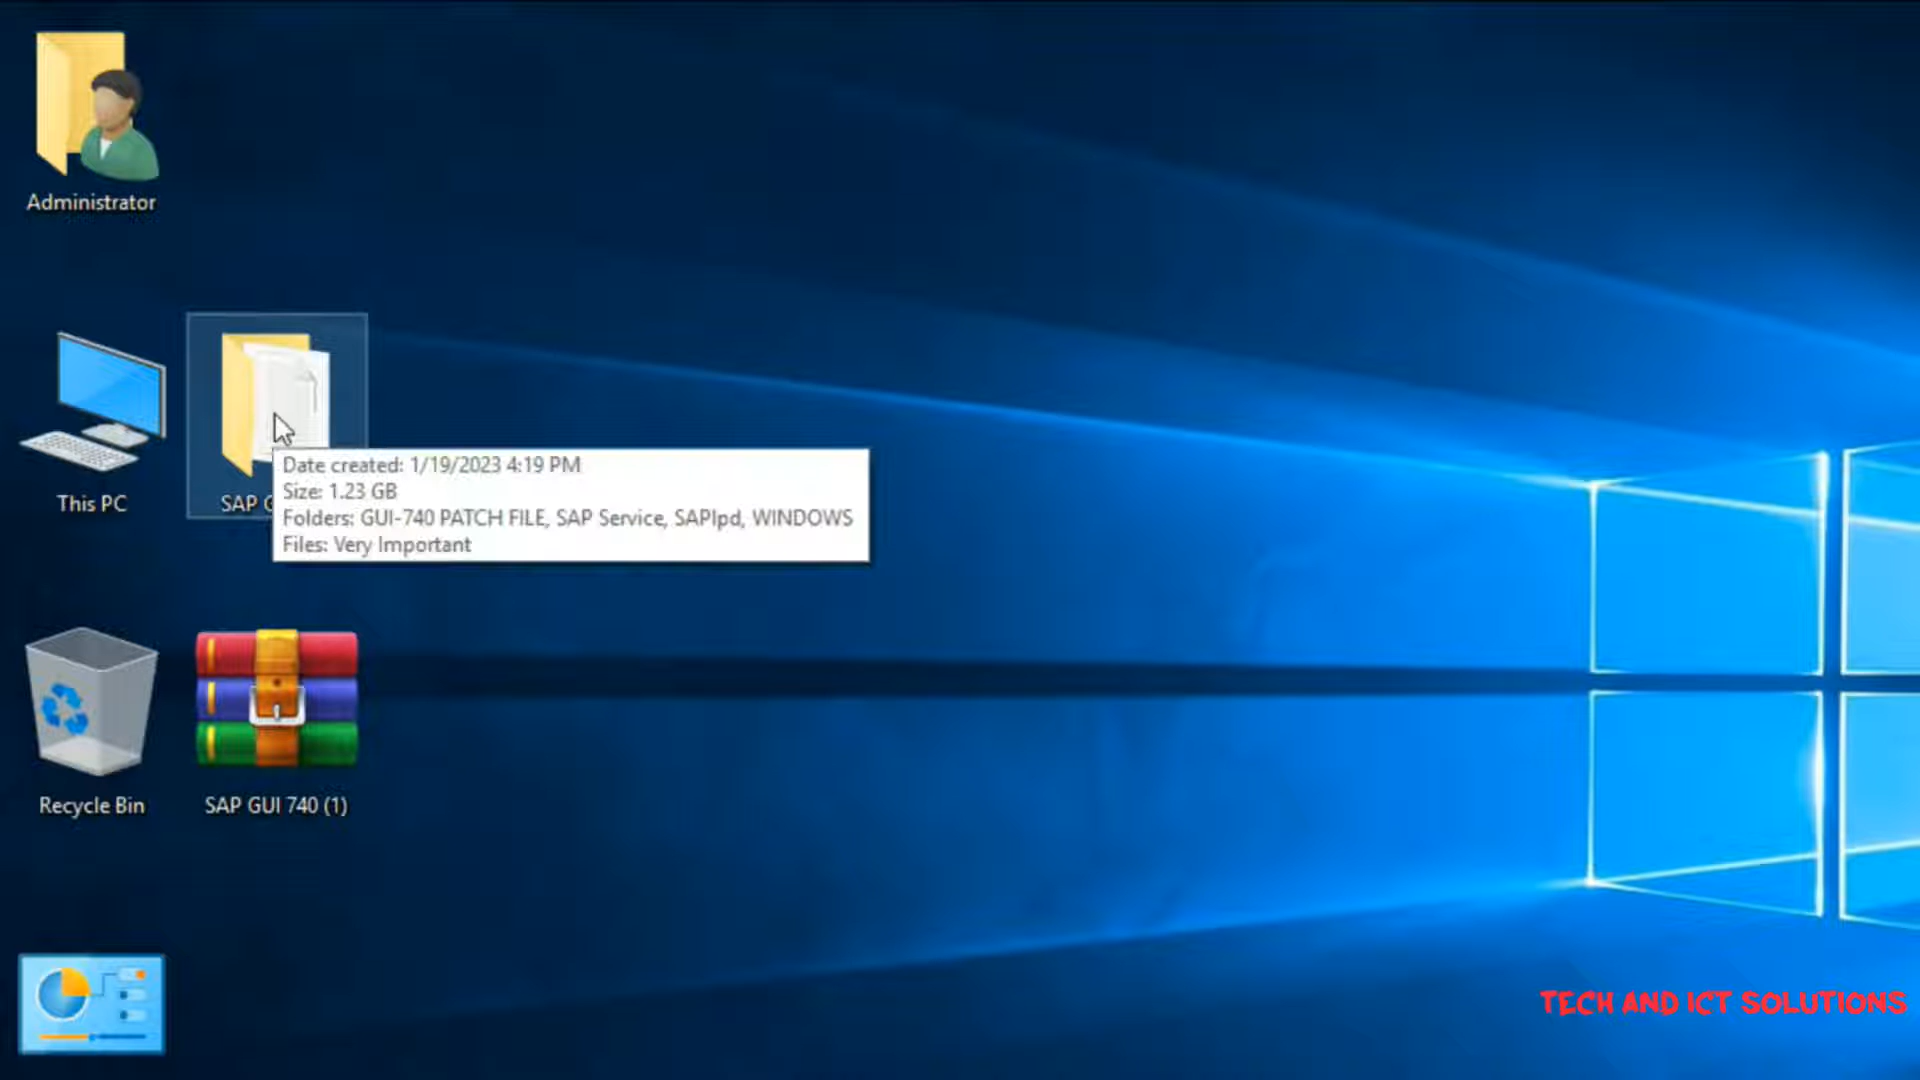 Administrator
This PC
SAP G
Date created: 1/19/2023 4:19 PM
Size: 1.23 GB
Folders: GUI-740 PATCH FILE, SAP Service, SAPlpd, WINDOWS
Files: Very Important
Recycle Bin
SAP GUI 740 (1)
TECH AND ICT SOLUTIONS